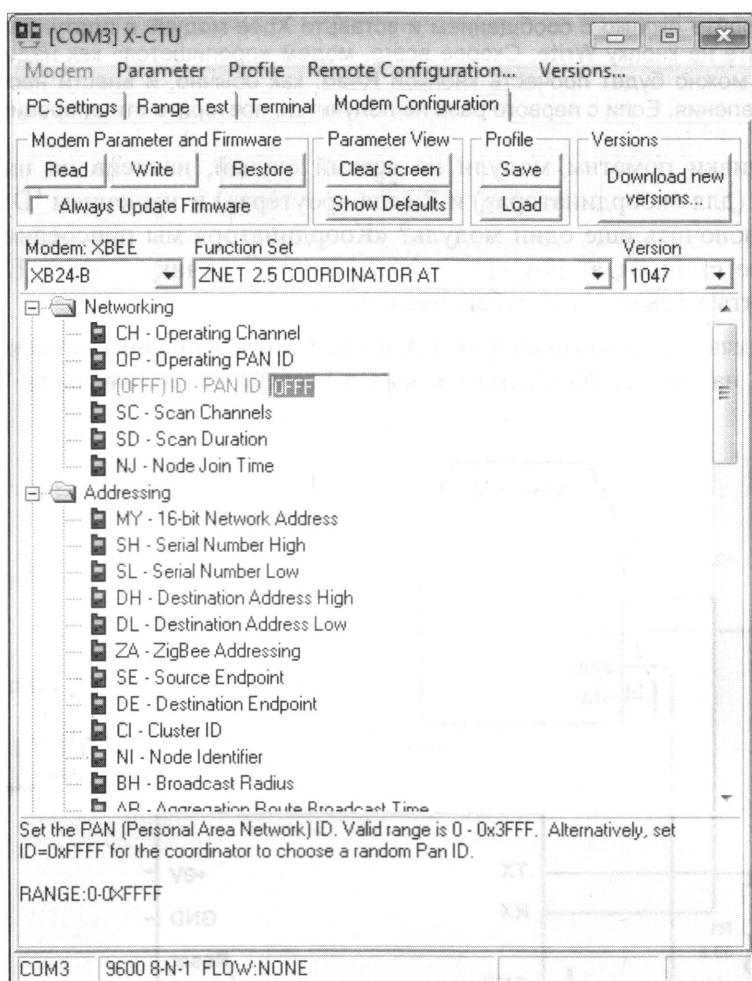 [COM3] X-CTU
Modem Parameter Profile Remote Configuration... Versions...
PC Settings Range Test Terminal Modem Configuration
Modem Parameter and Firmware Parameter View Profile Versions
Read Write Restore Clear Screen Save Download new versions...
Always Update Firmware Show Defaults Load
Modem: XBEE Function Set Version
XB24-B ZNET 2.5 COORDINATOR AT 1047
Networking
CH - Operating Channel
OP - Operating PAN ID
(0FFF) ID - PAN ID 0FFF
SC - Scan Channels
SD - Scan Duration
NJ - Node Join Time
Addressing
MY - 16-bit Network Address
SH - Serial Number High
SL - Serial Number Low
DH - Destination Address High
DL - Destination Address Low
ZA - ZigBee Addressing
SE - Source Endpoint
DE - Destination Endpoint
CI - Cluster ID
NI - Node Identifier
BH - Broadcast Radius
AR - Aggregation Route Broadcast Time
Set the PAN (Personal Area Network) ID. Valid range is 0 - 0x3FFF. Alternatively, set
ID=0xFFFF for the coordinator to choose a random Pan ID.
RANGE:0-0XFFFF
COM3 9600 8-N-1 FLOW:NONE